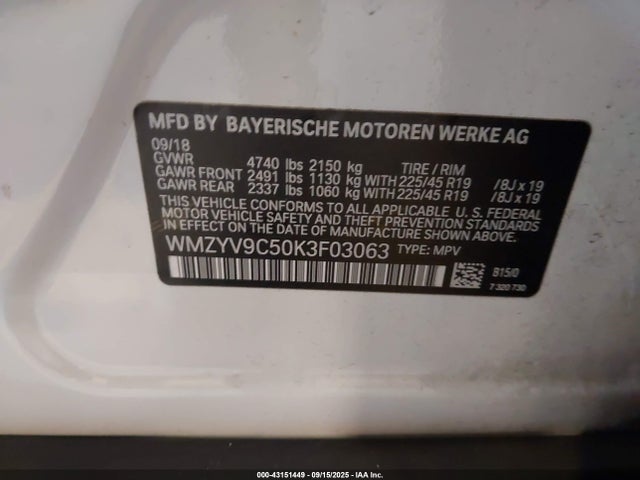 MFD BY BAYERISCHE MOTOREN WERKE AG
09/18
GVWR 4740 lbs 2150 kg TIRE / RIM
GAWR FRONT 2491 lbs 1130 kg WITH 225/45 R19 /8J x 19
GAWR REAR 2337 lbs 1060 kg WITH 225/45 R19 /8J x 19
THIS VEHICLE CONFORMS TO ALL APPLICABLE U. S. FEDERAL
MOTOR VEHICLE SAFETY AND THEFT PREVENTION STANDARDS
IN EFFECT ON THE DATE OF MANUFACTURE SHOWN ABOVE.
WMZYV9C50K3F03063 TYPE: MPV
B15/0
7 320 730
000-43151449 - 09/15/2025 - IAA Inc.